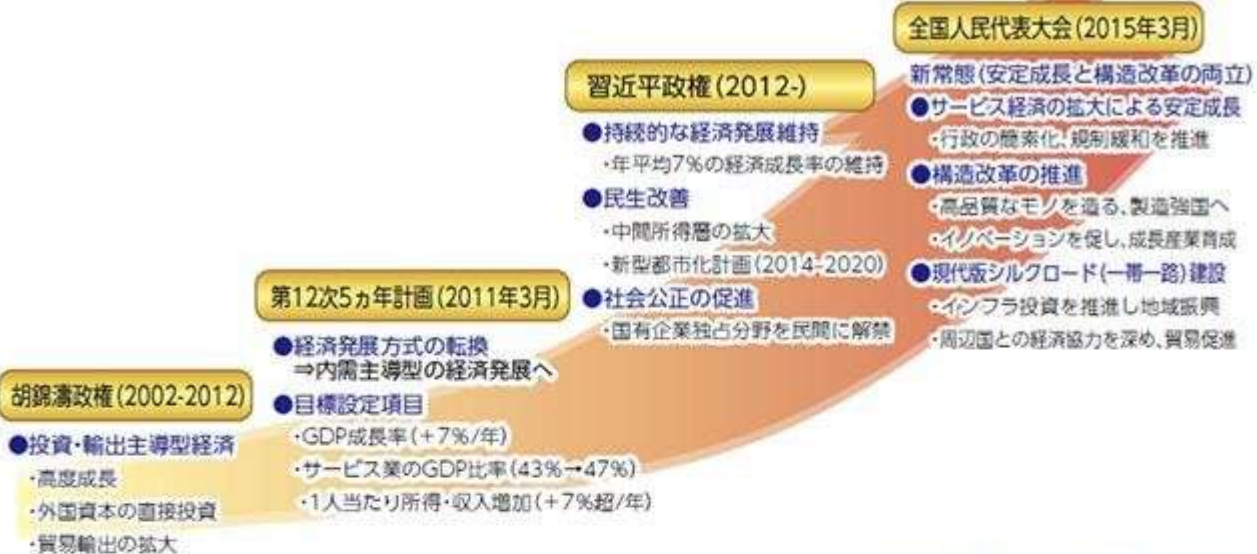 胡錦濤政権(2002-2012)
●投資・輸出主導型経済
・高度成長
・外国資本の直接投資
・貿易輸出の拡大
第12次5ヵ年計画(2011年3月)
●経済発展方式の転換
⇒内需主導型の経済発展へ
●目標設定項目
・GDP成長率(+7%/年)
・サービス業のGDP比率(43%→47%)
・1人当たり所得・収入増加(+7%超/年)
習近平政権(2012-)
●持続的な経済発展維持
・年平均7%の経済成長率の維持
●民生改善
・中間所得層の拡大
・新型都市化計画(2014-2020)
●社会公正の促進
・国有企業独占分野を民間に解禁
全国人民代表大会(2015年3月)
新常態(安定成長と構造改革の両立)
●サービス経済の拡大による安定成長
・行政の簡素化、規制緩和を推進
●構造改革の推進
・高品質なモノを造る、製造強国へ
・イノベーションを促し、成長産業育成
●現代版シルクロード(一帯一路)建設
・インフラ投資を推進し地域振興
・周辺国との経済協力を深め、貿易促進